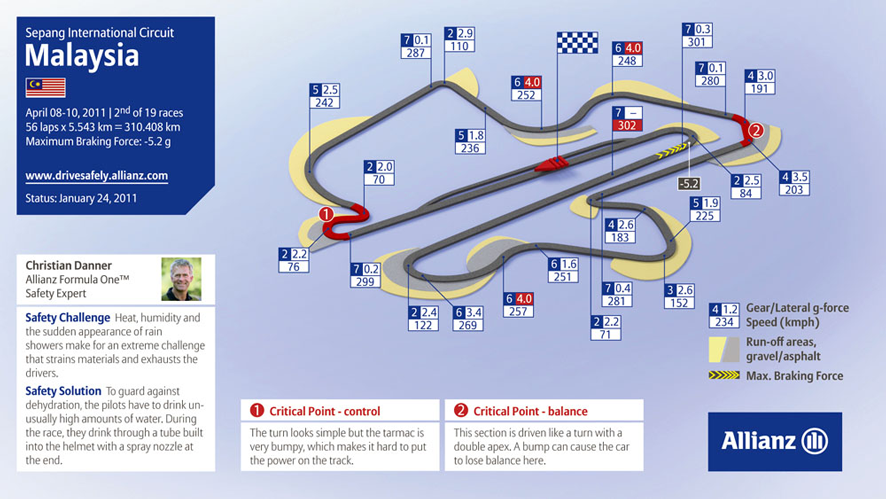 Sepang International Circuit
Malaysia
April 08-10, 2011 | 2nd of 19 races
56 laps x 5.543 km = 310.408 km
Maximum Braking Force: -5.2 g
www.drivesafely.allianz.com
Status: January 24, 2011
7 0.1
287
2 2.9
110
6 4.0
252
6 4.0
248
7 0.3
301
7 0.1
280
4 3.0
191
5 2.5
242
5 1.8
236
7 –
302
2
2 2.0
70
-5.2
2 2.5
84
4 3.5
203
1
5 1.9
225
4 2.6
183
2 2.2
76
7 0.2
299
6 1.6
251
7 0.4
281
3 2.6
152
2 2.4
122
6 3.4
269
6 4.0
257
2 2.2
71
4 1.2
234
Gear/Lateral g-force
Speed (kmph)
Run-off areas,
gravel/asphalt
Max. Braking Force
Christian Danner
Allianz Formula One™
Safety Expert
Safety Challenge Heat, humidity and
the sudden appearance of rain
showers make for an extreme challenge
that strains materials and exhausts the
drivers.
Safety Solution To guard against
dehydration, the pilots have to drink un-
usually high amounts of water. During
the race, they drink through a tube built
into the helmet with a spray nozzle at
the end.
1 Critical Point - control
The turn looks simple but the tarmac is
very bumpy, which makes it hard to put
the power on the track.
2 Critical Point - balance
This section is driven like a turn with a
double apex. A bump can cause the car
to lose balance here.
Allianz